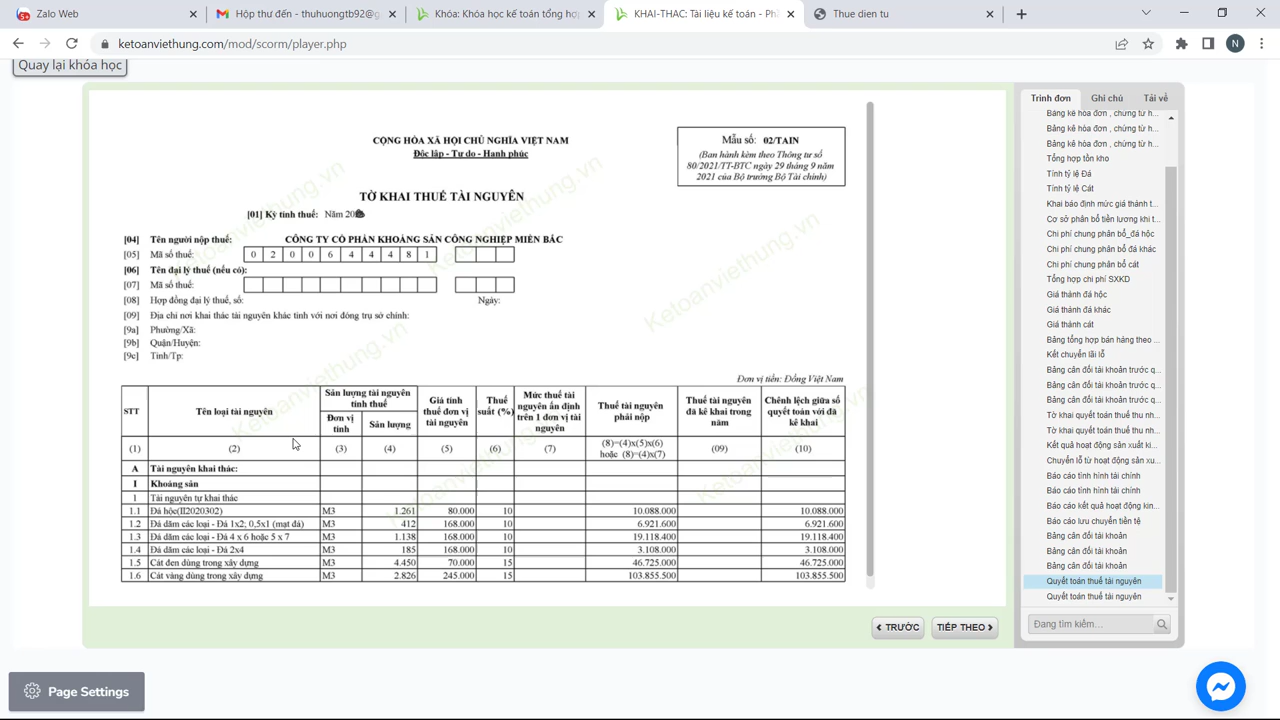 Zalo Web
Hộp thư đến - thuhuongtb92@g
Khóa: Khóa học kế toán tổng hợ
KHAI-THAC: Tài liệu kế toán - Ph
Thue dien tu
ketoanviethung.com/mod/scorm/player.php
N
Quay lại khóa học
CỘNG HÒA XÃ HỘI CHỦ NGHĨA VIỆT NAM
Độc lập - Tự do - Hạnh phúc
Mẫu số: 02/TAIN
(Ban hành kèm theo Thông tư số
80/2021/TT-BTC ngày 29 tháng 9 năm
2021 của Bộ trưởng Bộ Tài chính)
TỜ KHAI THUẾ TÀI NGUYÊN
[01] Kỳ tính thuế: Năm
[04] Tên người nộp thuế: CÔNG TY CỔ PHẦN KHOÁNG SẢN CÔNG NGHIỆP MIỀN BẮC
[05] Mã số thuế: 0 2 0 0 6 4 4 4 8 1
[06] Tên đại lý thuế (nếu có):
[07] Mã số thuế:
[08] Hợp đồng đại lý thuế, số: Ngày:
[09] Địa chỉ nơi khai thác tài nguyên khác tỉnh với nơi đóng trụ sở chính:
[9a] Phường/Xã:
[9b] Quận/Huyện:
[9c] Tỉnh/Tp:
Đơn vị tiền: Đồng Việt Nam
STT Tên loại tài nguyên Sản lượng tài nguyên tính thuế Đơn vị tính Sản lượng Giá tính thuế đơn vị tài nguyên Thuế suất (%) Mức thuế tài nguyên ấn định trên 1 đơn vị tài nguyên Thuế tài nguyên phải nộp Thuế tài nguyên đã kê khai trong năm Chênh lệch giữa số quyết toán với đã kê khai
(1) (2) (3) (4) (5) (6) (7) (8)=(4)x(5)x(6) hoặc (8)=(4)x(7) (09) (10)
A Tài nguyên khai thác:
I Khoáng sản
1 Tài nguyên tự khai thác
1.1 Đá hộc(II2020302) M3 1.261 80.000 10 10.088.000 10.088.000
1.2 Đá dăm các loại - Đá 1x2; 0,5x1 (mạt đá) M3 412 168.000 10 6.921.600 6.921.600
1.3 Đá dăm các loại - Đá 4 x 6 hoặc 5 x 7 M3 1.138 168.000 10 19.118.400 19.118.400
1.4 Đá dăm các loại - Đá 2x4 M3 185 168.000 10 3.108.000 3.108.000
1.5 Cát đen dùng trong xây dựng M3 4.450 70.000 15 46.725.000 46.725.000
1.6 Cát vàng dùng trong xây dựng M3 2.826 245.000 15 103.855.500 103.855.500
Ketoanviethung.vn
TRƯỚC
TIẾP THEO
Trình đơn Ghi chú Tải về
Bảng kê hóa đơn , chứng từ h...
Bảng kê hóa đơn , chứng từ h...
Bảng kê hóa đơn , chứng từ h...
Tổng hợp tồn kho
Tính tỷ lệ Đá
Tính tỷ lệ Cát
Khai báo định mức giá thành t...
Cơ sở phân bổ tiền lương khi t...
Chi phí chung phân bổ_đá hộc
Chi phí chung phân bổ đá khác
Chi phí chung phân bổ cát
Tổng hợp chi phí SXKD
Giá thành đá hộc
Giá thành đá khác
Giá thành cát
Bảng tổng hợp bán hàng theo ...
Kết chuyển lãi lỗ
Bảng cân đối tài khoản trước q...
Bảng cân đối tài khoản trước q...
Bảng cân đối tài khoản trước q...
Tờ khai quyết toán thuế thu nh...
Tờ khai quyết toán thuế thu nh...
Kết quả hoạt động sản xuất k...
Chuyển lỗ từ hoạt động sản xu...
Báo cáo tình hình tài chính
Báo cáo tình hình tài chính
Báo cáo kết quả hoạt động kin...
Báo cáo lưu chuyển tiền tệ
Bảng cân đối tài khoản
Bảng cân đối tài khoản
Bảng cân đối tài khoản
Quyết toán thuế tài nguyên
Quyết toán thuế tài nguyên
Đang tìm kiếm...
Page Settings